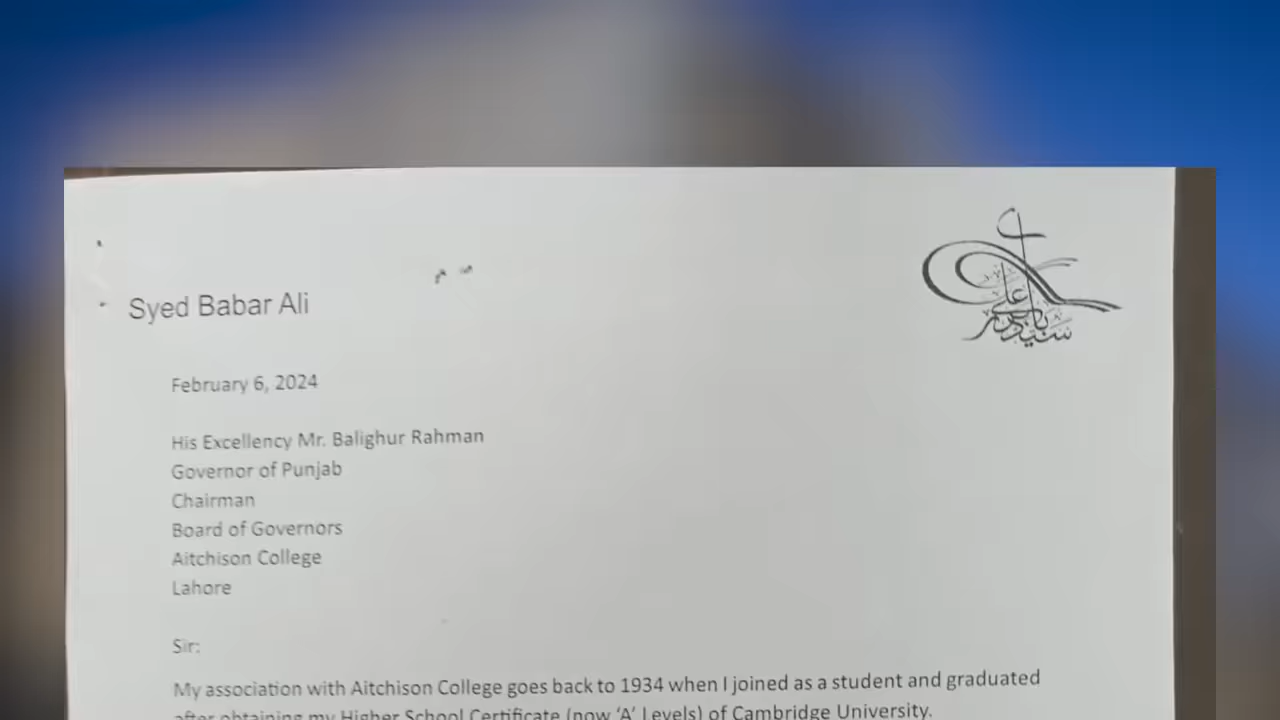 Syed Babar Ali
February 6, 2024
His Excellency Mr. Balighur Rahman
Governor of Punjab
Chairman
Board of Governors
Aitchison College
Lahore
Sir:
My association with Aitchison College goes back to 1934 when I joined as a student and graduated
after obtaining my Higher School Certificate (now ‘A’ Levels) of Cambridge University.